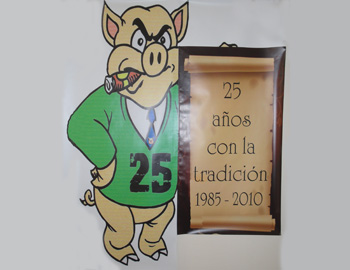 25
25
años
con la
tradición
1985 - 2010